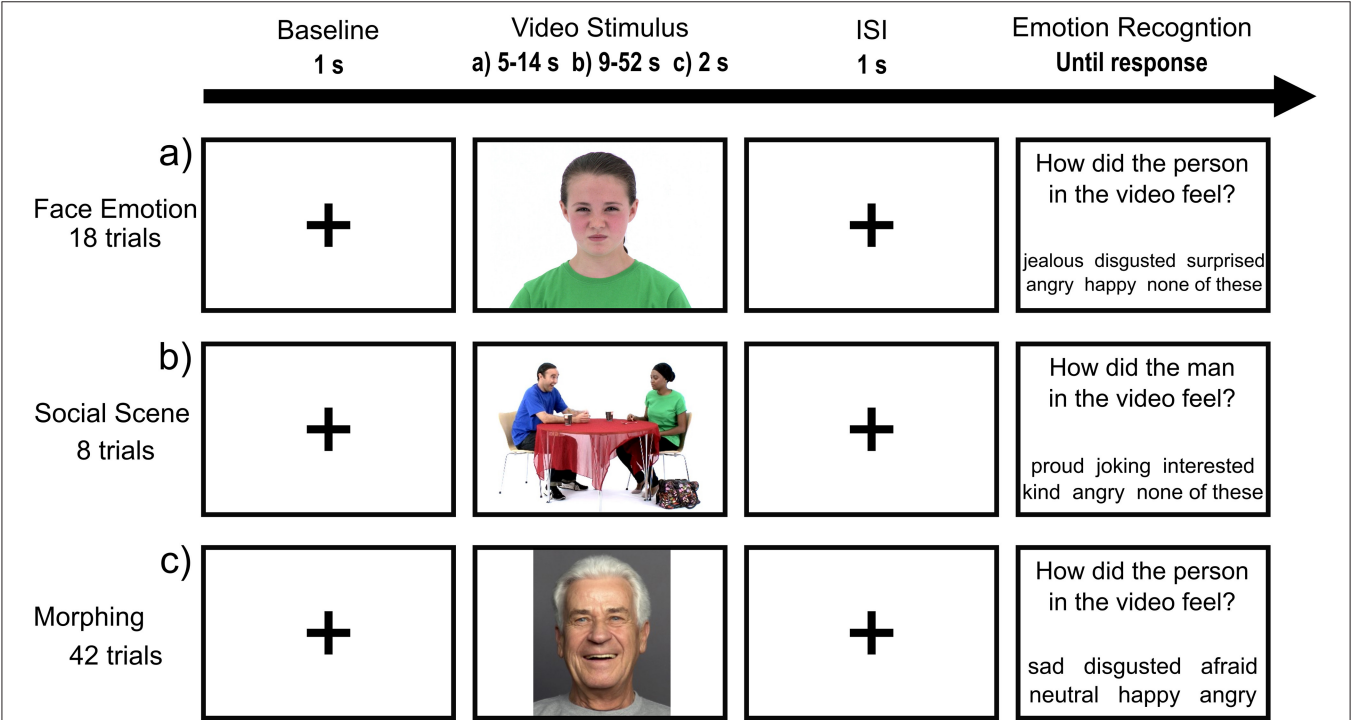 Baseline
Video Stimulus
ISI
Emotion Recogntion
1 s
a) 5-14 s b) 9-52 s c) 2 s
1 s
Until response
a)
Face Emotion
18 trials
How did the person
in the video feel?
jealous disgusted surprised
angry happy none of these
b)
Social Scene
8 trials
How did the man
in the video feel?
proud joking interested
kind angry none of these
c)
Morphing
42 trials
How did the person
in the video feel?
sad disgusted afraid
neutral happy angry